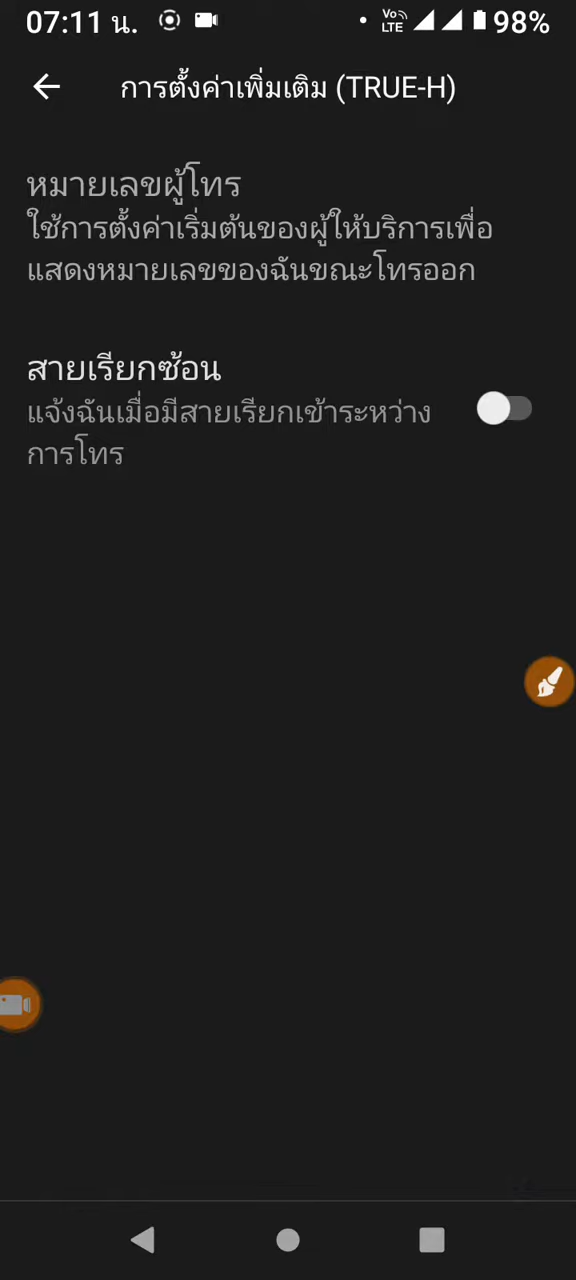 07:11 น. Vo LTE 98%
การตั้งค่าเพิ่มเติม (TRUE-H)
หมายเลขผู้โทร
ใช้การตั้งค่าเริ่มต้นของผู้ให้บริการเพื่อ
แสดงหมายเลขของฉันขณะโทรออก
สายเรียกซ้อน
แจ้งฉันเมื่อมีสายเรียกเข้าระหว่าง
การโทร